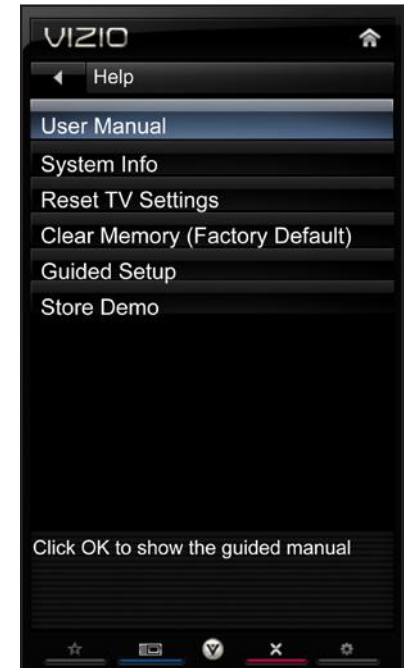 VIZIO
Help
User Manual
System Info
Reset TV Settings
Clear Memory (Factory Default)
Guided Setup
Store Demo
Click OK to show the guided manual